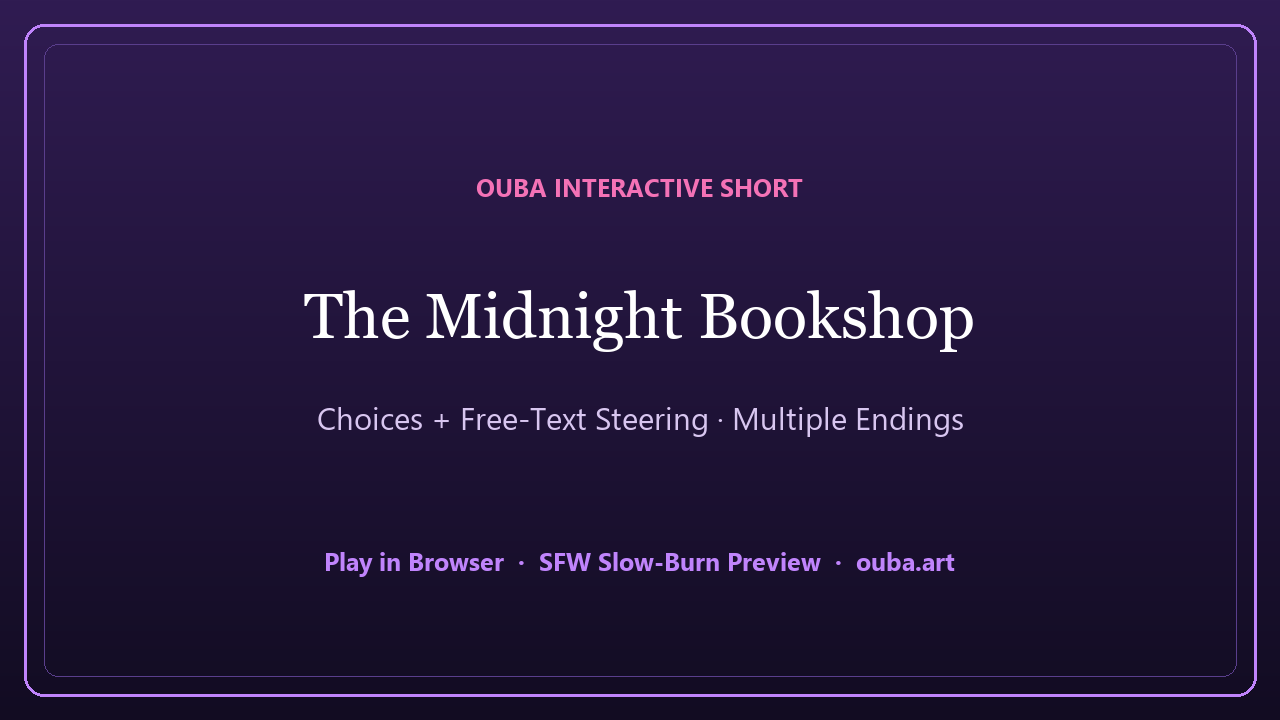 OUBA INTERACTIVE SHORT
The Midnight Bookshop
Choices + Free-Text Steering · Multiple Endings
Play in Browser · SFW Slow-Burn Preview · ouba.art